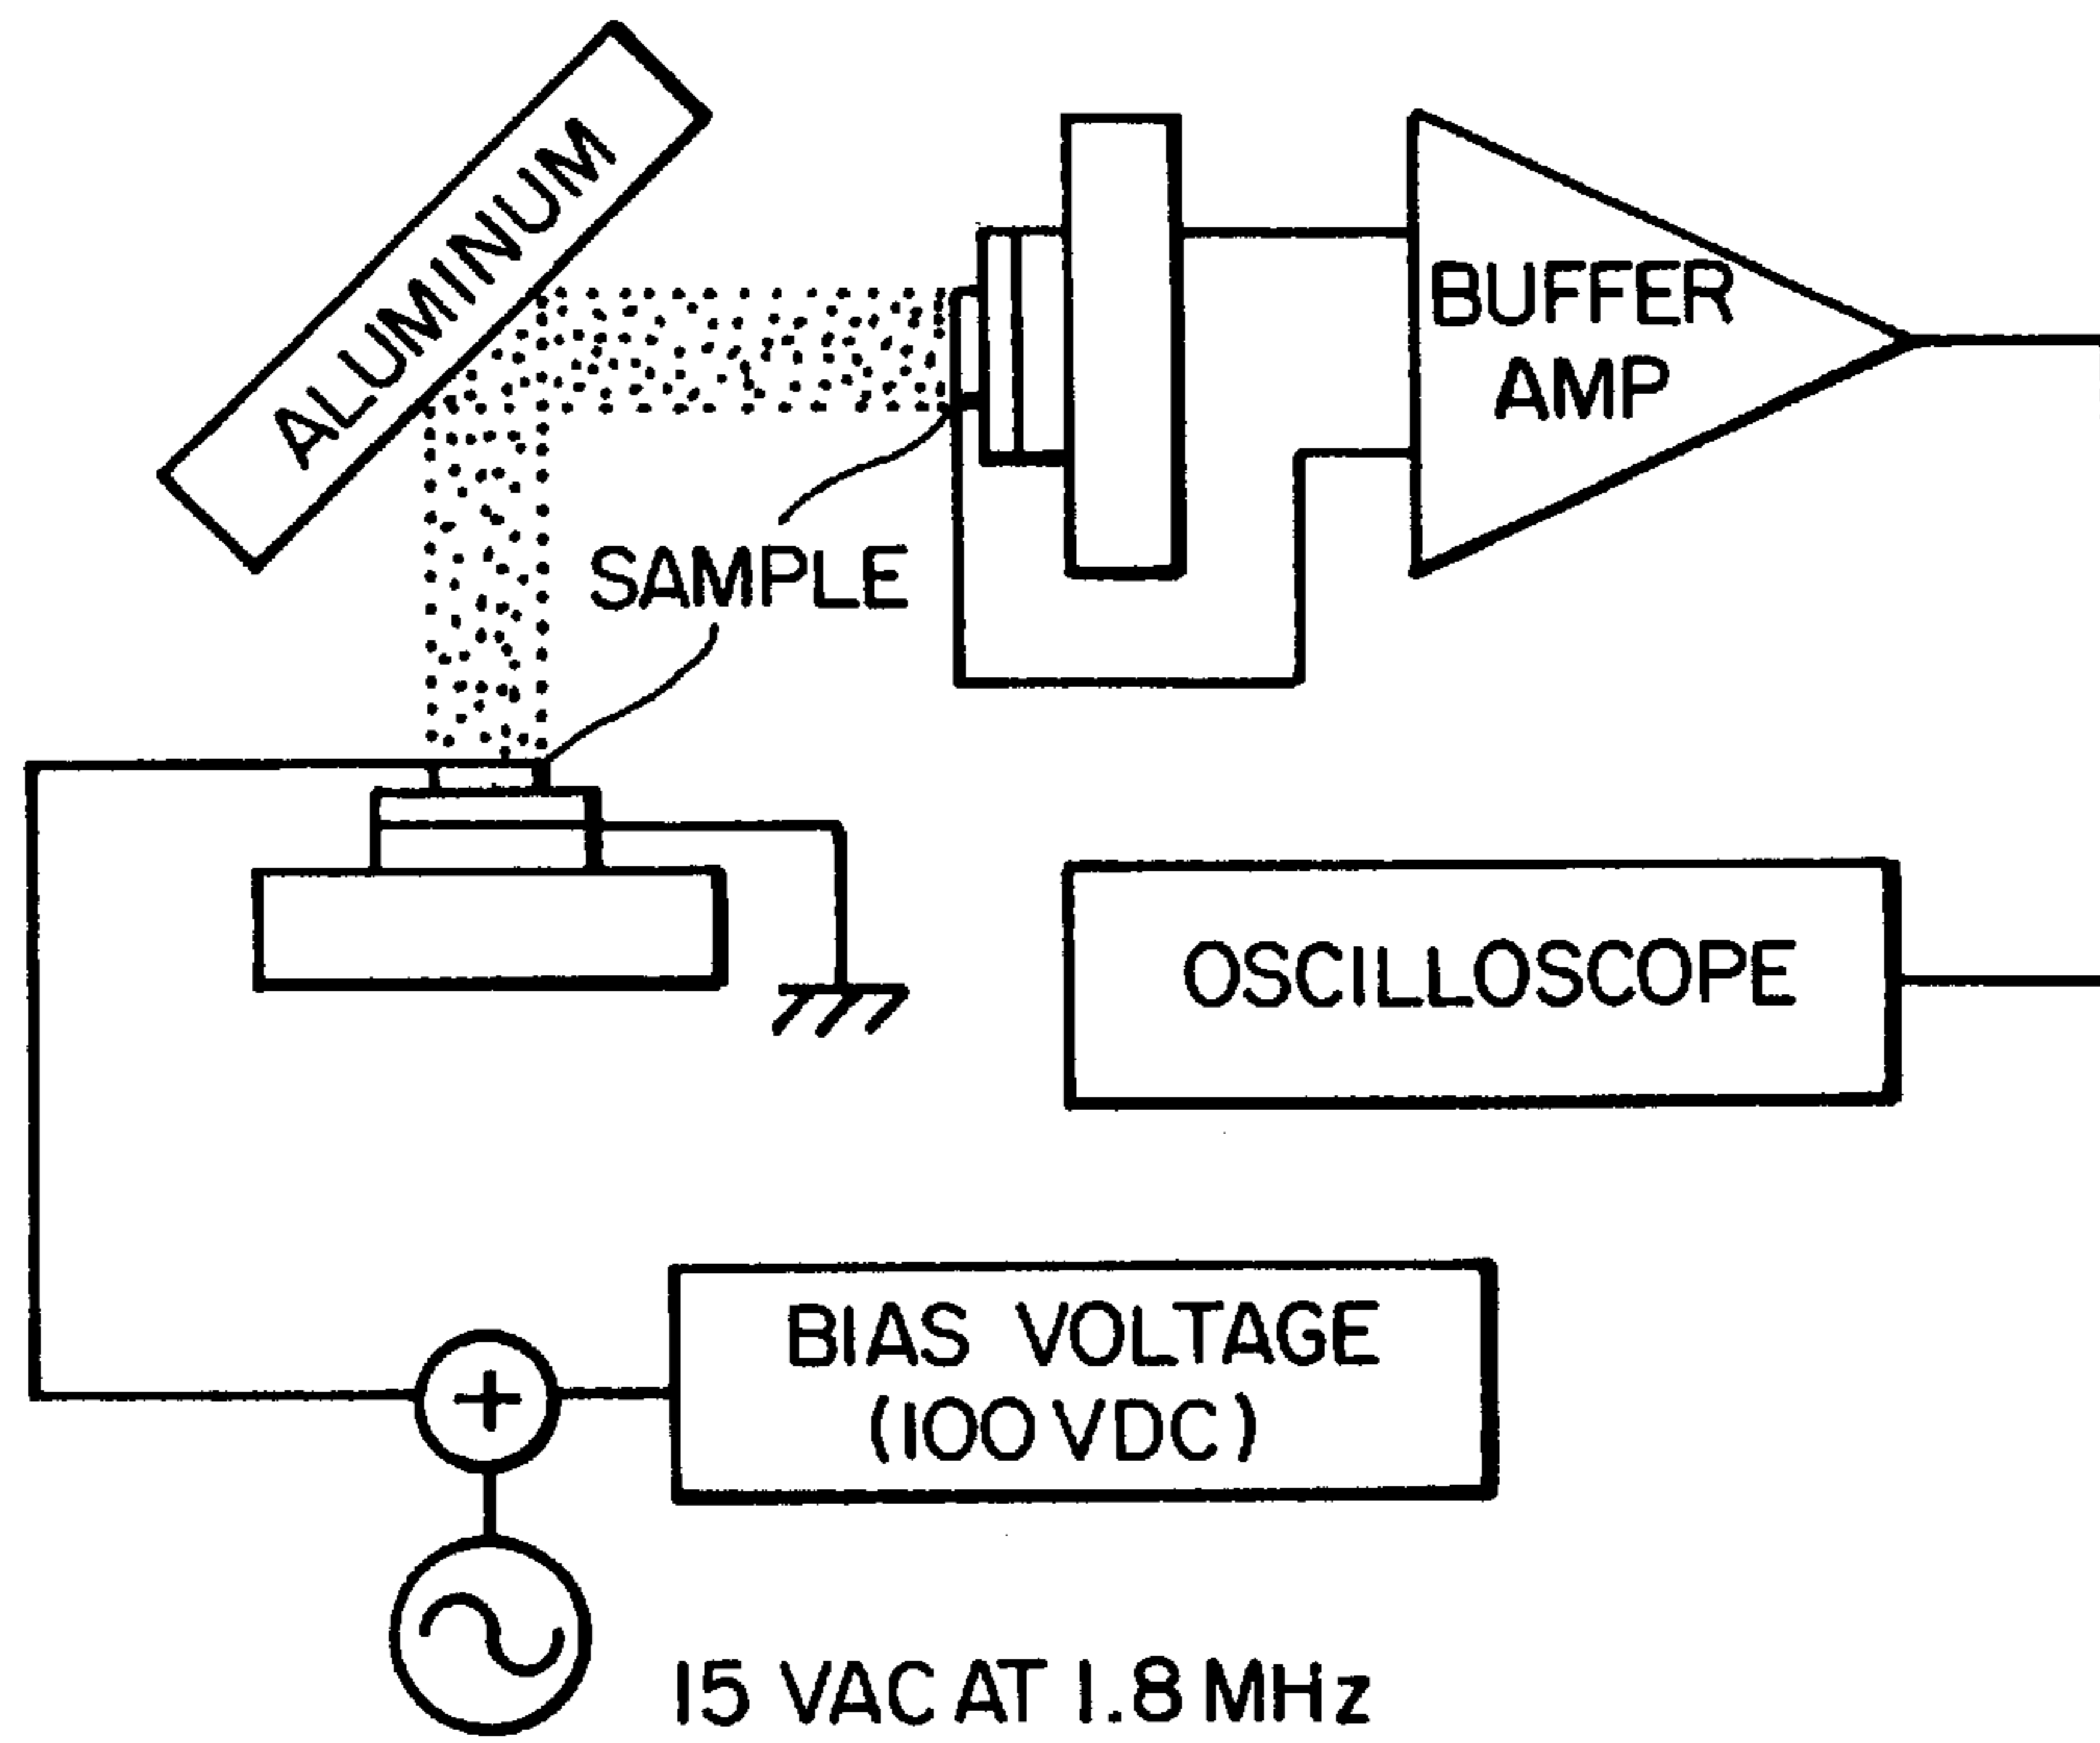 ALUMINUM
BUFFER
AMP
SAMPLE
OSCILLOSCOPE
BIAS VOLTAGE
(100 VDC)
15 VAC AT 1.8 MHz